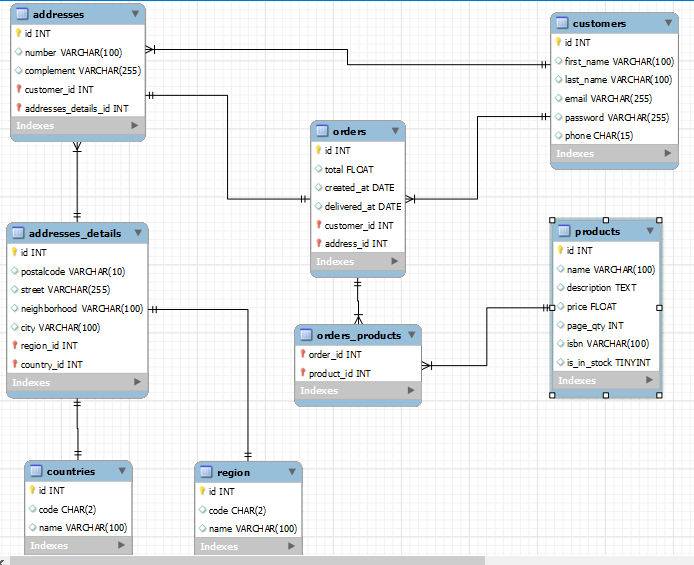 addresses
id INT
number VARCHAR(100)
complement VARCHAR(255)
customer_id INT
addresses_details_id INT
Indexes
customers
id INT
first_name VARCHAR(100)
last_name VARCHAR(100)
email VARCHAR(255)
password VARCHAR(255)
phone CHAR(15)
Indexes
orders
id INT
total FLOAT
created_at DATE
delivered_at DATE
customer_id INT
address_id INT
Indexes
addresses_details
id INT
postalcode VARCHAR(10)
street VARCHAR(255)
neighborhood VARCHAR(100)
city VARCHAR(100)
region_id INT
country_id INT
Indexes
products
id INT
name VARCHAR(100)
description TEXT
price FLOAT
page_qty INT
isbn VARCHAR(100)
is_in_stock TINYINT
Indexes
orders_products
order_id INT
product_id INT
Indexes
countries
id INT
code CHAR(2)
name VARCHAR(100)
Indexes
region
id INT
code CHAR(2)
name VARCHAR(100)
Indexes